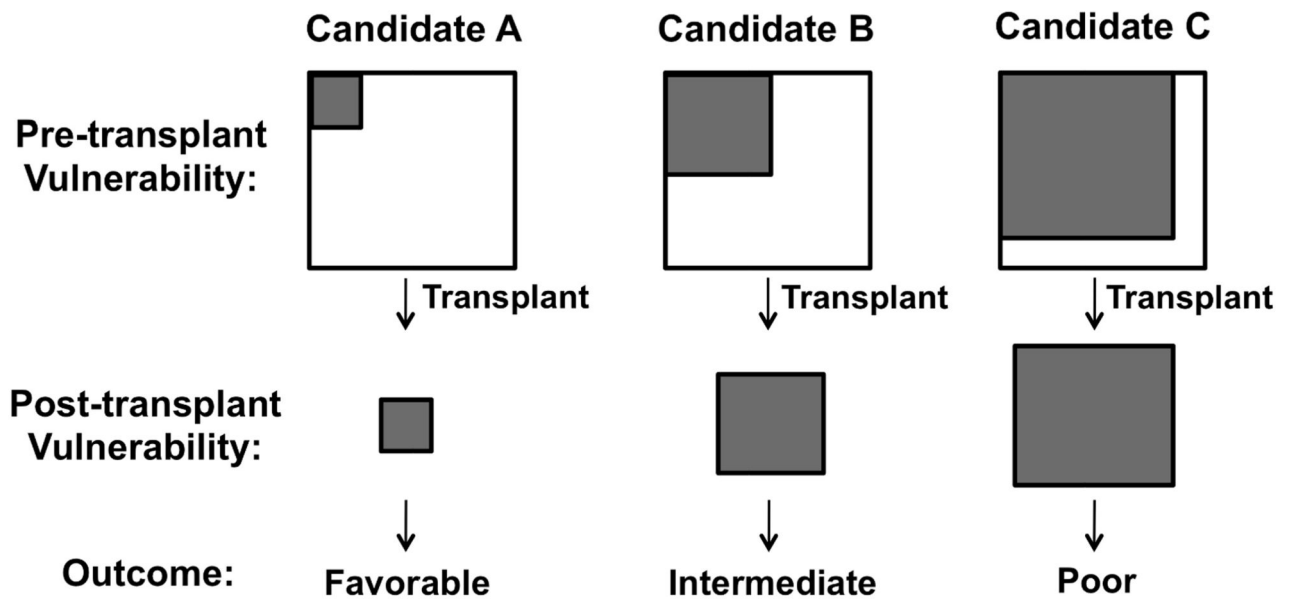 Candidate A
Candidate B
Candidate C
Pre-transplant
Vulnerability:
Transplant
Transplant
Transplant
Post-transplant
Vulnerability:
Outcome:
Favorable
Intermediate
Poor